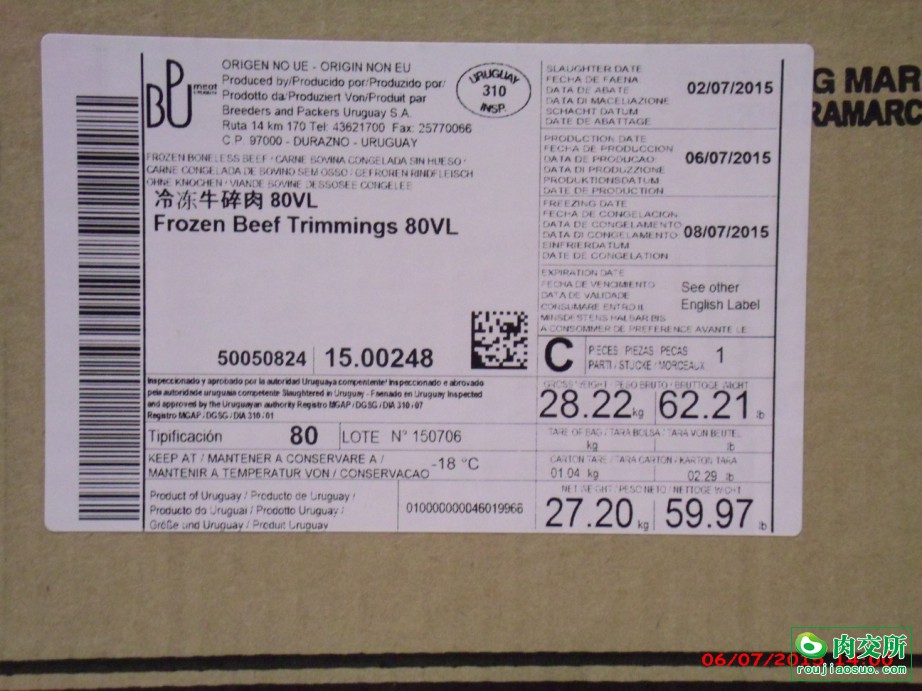 BPU meat
ORIGEN NO UE - ORIGIN NON EU
Produced by/Producido por/Produzido por/
Prodotto da/Produziert Von/Produit par
Breeders and Packers Uruguay S.A.
Ruta 14 km 170 Tel: 43621700 Fax: 25770066
C.P. 97000 - DURAZNO - URUGUAY
URUGUAY
310
INSP.
FROZEN BONELESS BEEF · CARNE BOVINA CONGELADA SIN HUESO ·
CARNE CONGELADA DE BOVINO SEM OSSO / GEFROREN RINDFLEISCH
OHNE KNOCHEN · VIANDE BOVINE DESSOSEE CONGELEE
冷冻牛碎肉 80VL
Frozen Beef Trimmings 80VL
50050824
15.00248
Inspeccionado y aprobado por la autoridad Uruguaya competente/ Inspeccionado e abrovado
pela autoridade uruguaia competente Slaughtered in Uruguay - Faenado en Uruguay Inspected
and approved by the Uruguayan authority Registro MGAP / DGSG / DIA 310 / 07
Registro MGAP / DGSG / DIA 310 / 01
Tipificación 80
LOTE N° 150706
KEEP AT / MANTENER A CONSERVARE A /
MANTENIR A TEMPERATUR VON / CONSERVACAO
-18 °C
Product of Uruguay / Producto de Uruguay /
Producto do Uruguai / Prodotto Uruguay /
Größe und Uruguay / Produit Uruguay
01000000046019966
SLAUGHTER DATE
FECHA DE FAENA
DATA DE ABATE
DATA DI MACELIAZIONE
SCHACHT DATUM
DATE DE ABATTAGE
02/07/2015
PRODUCTION DATE
FECHA DE PRODUCCION
DATA DE PRODUCAO
DATA DI PRODUZZIONE
PRODUKTIONSDATUM
DATE DE PRODUCTION
06/07/2015
FREEZING DATE
FECHA DE CONGELACION
DATA DE CONGELAMENTO
DATA DI CONGELAMENTO
EINFRIERDATUM
DATE DE CONGELATION
08/07/2015
EXPIRATION DATE
FECHA DE VENCIMIENTO
DATA DE VALIDADE
CONSUMARE ENTRO IL
MINSDESTENS HALSAR BIS
A CONSOMMER DE PREFERENCE AVANTE LE
See other
English Label
C
PIECES PIEZAS PECAS
PARTI / STUCKE / MORCEAUX
1
GROSS WEIGHT / PESO BRUTO / BRUTTOGEWICHT
28.22 kg
62.21 lb
TARE OF BAG / TARA BOLSA / TARA VON BEUTEL
kg
lb
CARTON TARE / TARA CARTON / KARTON TARA
01.04 kg
02.29 lb
NET WEIGHT / PESO NETO / NETTOGEWICHT
27.20 kg
59.97 lb
G MAR
RAMARC
06/07/2015 14:00
肉交所
roujiaosuo.com